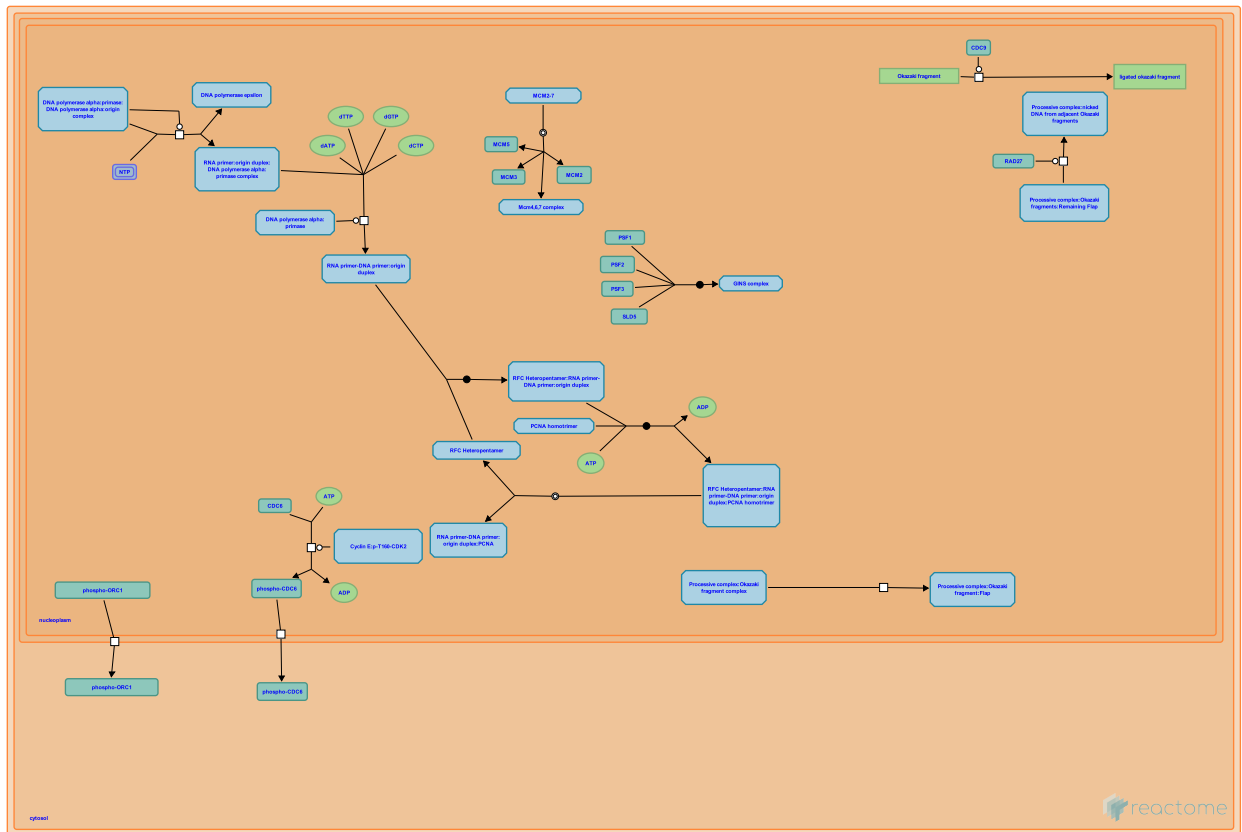 CDC9
Okazaki fragment
ligated okazaki fragment
DNA polymerase alpha:primase:
DNA polymerase alpha:origin
complex
DNA polymerase epsilon
NTP
RNA primer:origin duplex:
DNA polymerase alpha:
primase complex
dTTP
dGTP
dATP
dCTP
DNA polymerase alpha:
primase
RNA primer-DNA primer:origin
duplex
MCM2-7
MCM5
MCM3
MCM2
Mcm4,6,7 complex
Processive complex:nicked
DNA from adjacent Okazaki
fragments
RAD27
Processive complex:Okazaki
fragments:Remaining Flap
PSF1
PSF2
PSF3
SLD5
GINS complex
RFC Heteropentamer:RNA primer-
DNA primer:origin duplex
PCNA homotrimer
ADP
ATP
RFC Heteropentamer
RFC Heteropentamer:RNA
primer-DNA primer:origin
duplex:PCNA homotrimer
RNA primer-DNA primer:
origin duplex:PCNA
CDC6
ATP
Cyclin E:p-T160-CDK2
phospho-CDC6
ADP
Processive complex:Okazaki
fragment complex
Processive complex:Okazaki
fragment:Flap
phospho-ORC1
nucleoplasm
phospho-ORC1
phospho-CDC6
cytosol
reactome